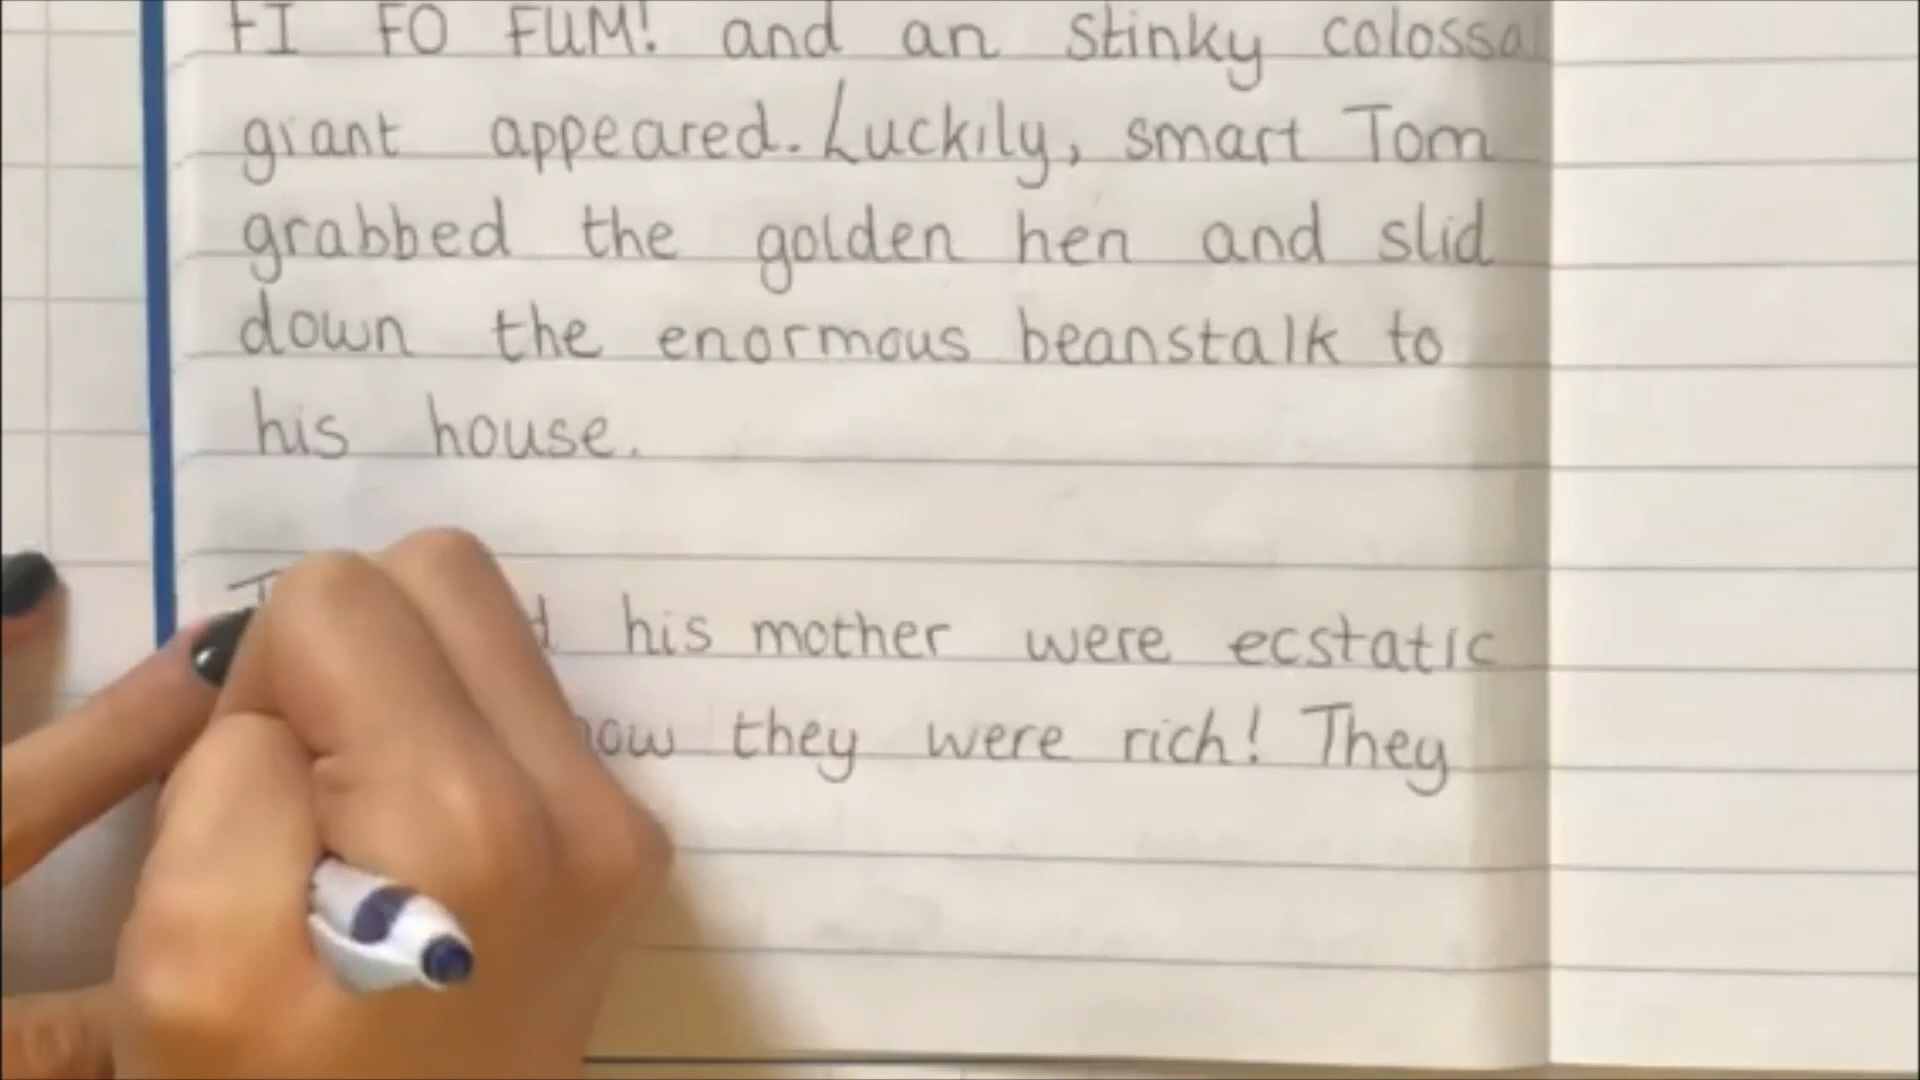 FI FO FUM! and an stinky colossa
giant appeared. Luckily, smart Tom
grabbed the golden hen and slid
down the enormous beanstalk to
his house.
his mother were ecstatic
they were rich! They